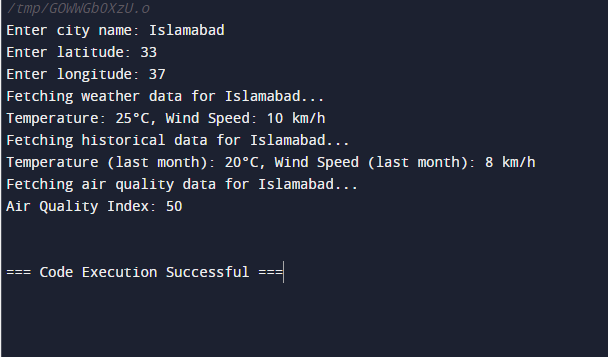 /tmp/GOWWGb0XzU.o
Enter city name: Islamabad
Enter latitude: 33
Enter longitude: 37
Fetching weather data for Islamabad...
Temperature: 25°C, Wind Speed: 10 km/h
Fetching historical data for Islamabad...
Temperature (last month): 20°C, Wind Speed (last month): 8 km/h
Fetching air quality data for Islamabad...
Air Quality Index: 50
=== Code Execution Successful ===